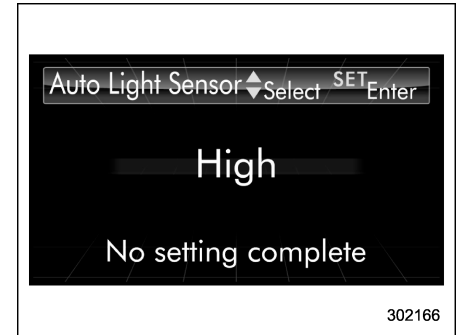 Auto Light Sensor Select SET Enter
High
No setting complete
302166